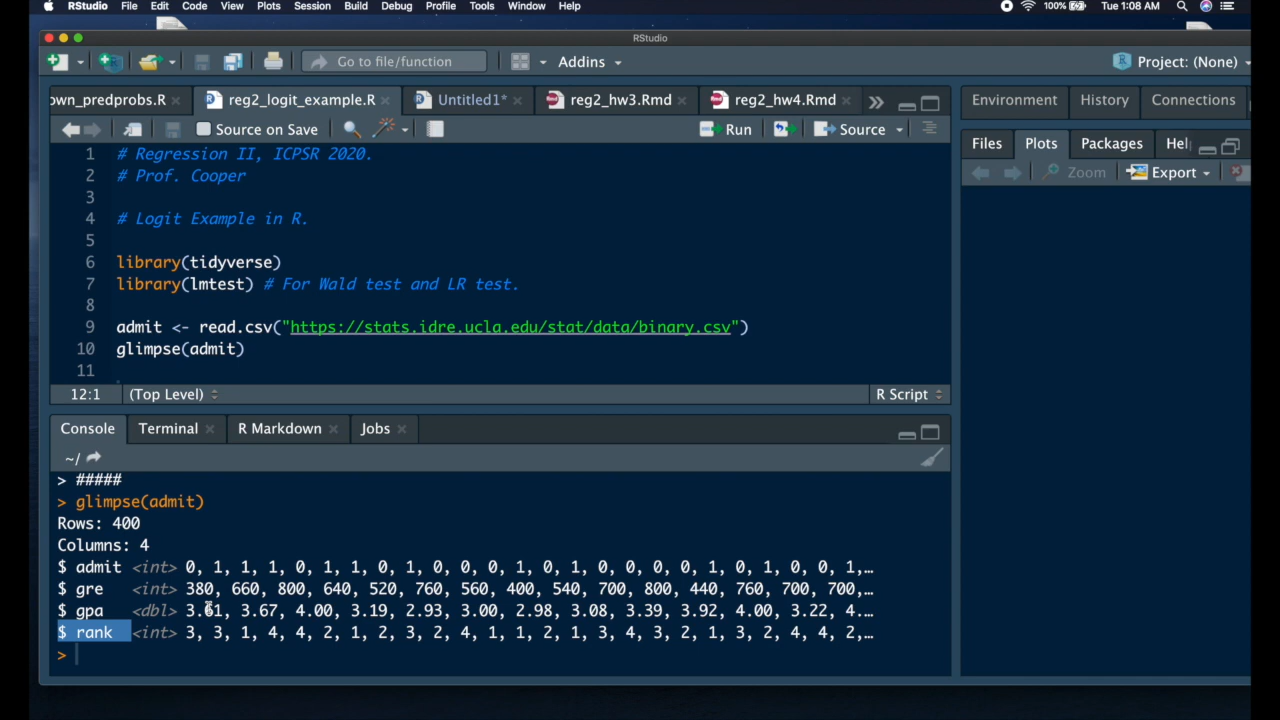 RStudio File Edit Code View Plots Session Build Debug Profile Tools Window Help 100% Tue 1:08 AM
RStudio
Go to file/function Addins Project: (None)
own_predprobs.R reg2_logit_example.R Untitled1* reg2_hw3.Rmd reg2_hw4.Rmd
Source on Save Run Source
1 # Regression II, ICPSR 2020.
2 # Prof. Cooper
3
4 # Logit Example in R.
5
6 library(tidyverse)
7 library(lmtest) # For Wald test and LR test.
8
9 admit <- read.csv("https://stats.idre.ucla.edu/stat/data/binary.csv")
10 glimpse(admit)
11
12:1 (Top Level) R Script
Console Terminal R Markdown Jobs
~/
> #####
> glimpse(admit)
Rows: 400
Columns: 4
$ admit <int> 0, 1, 1, 1, 0, 1, 1, 0, 1, 0, 0, 0, 1, 0, 1, 0, 0, 0, 0, 1, 0, 1, 0, 0, 1,…
$ gre <int> 380, 660, 800, 640, 520, 760, 560, 400, 540, 700, 800, 440, 760, 700, 700,…
$ gpa <dbl> 3.61, 3.67, 4.00, 3.19, 2.93, 3.00, 2.98, 3.08, 3.39, 3.92, 4.00, 3.22, 4.…
$ rank <int> 3, 3, 1, 4, 4, 2, 1, 2, 3, 2, 4, 1, 1, 2, 1, 3, 4, 3, 2, 1, 3, 2, 4, 4, 2,…
>
Environment History Connections
Files Plots Packages Hel
Zoom Export